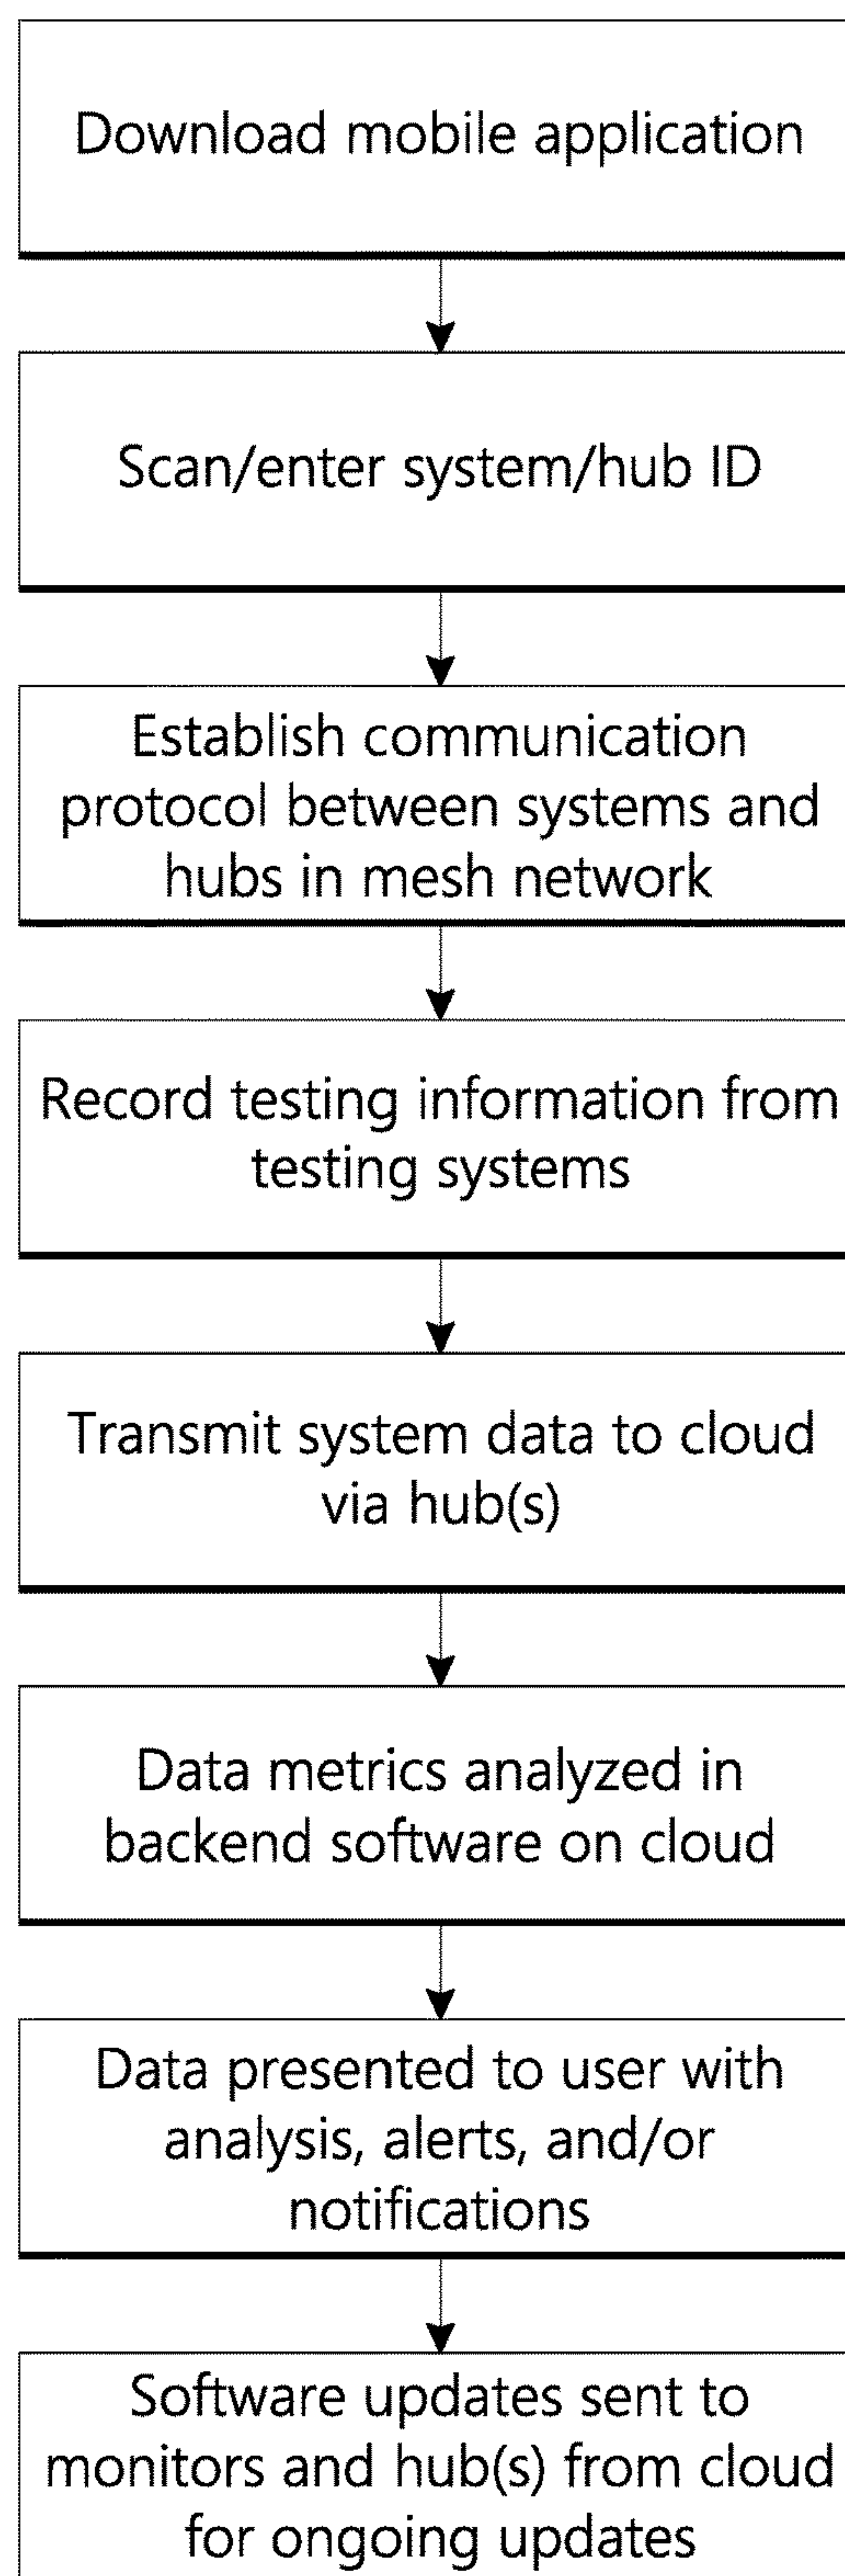 Download mobile application
Scan/enter system/hub ID
Establish communication
protocol between systems and
hubs in mesh network
Record testing information from
testing systems
Transmit system data to cloud
via hub(s)
Data metrics analyzed in
backend software on cloud
Data presented to user with
analysis, alerts, and/or
notifications
Software updates sent to
monitors and hub(s) from cloud
for ongoing updates